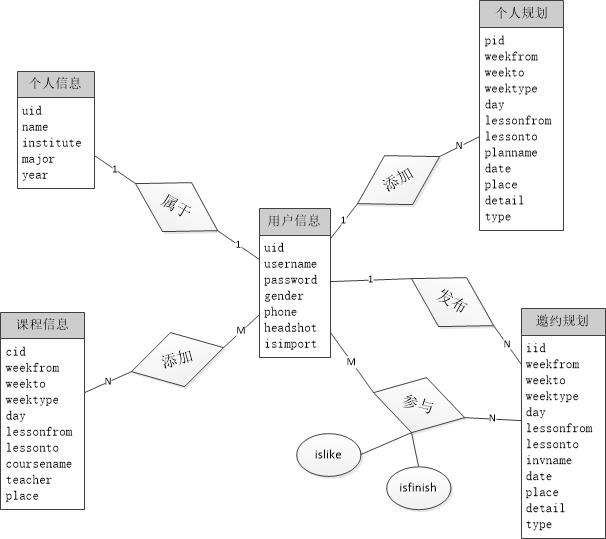 个人规划
pid
weekfrom
weekto
weektype
day
lessonfrom
lessonto
planname
date
place
detail
type
个人信息
uid
name
institute
major
year
N
添加
1
1
属于
1
用户信息
uid
username
password
gender
phone
headshot
isimport
1
发布
N
邀约规划
iid
weekfrom
weekto
weektype
day
lessonfrom
lessonto
invname
date
place
detail
type
课程信息
cid
weekfrom
weekto
weektype
day
lessonfrom
lessonto
coursename
teacher
place
M
添加
N
M
参与
N
islike
isfinish